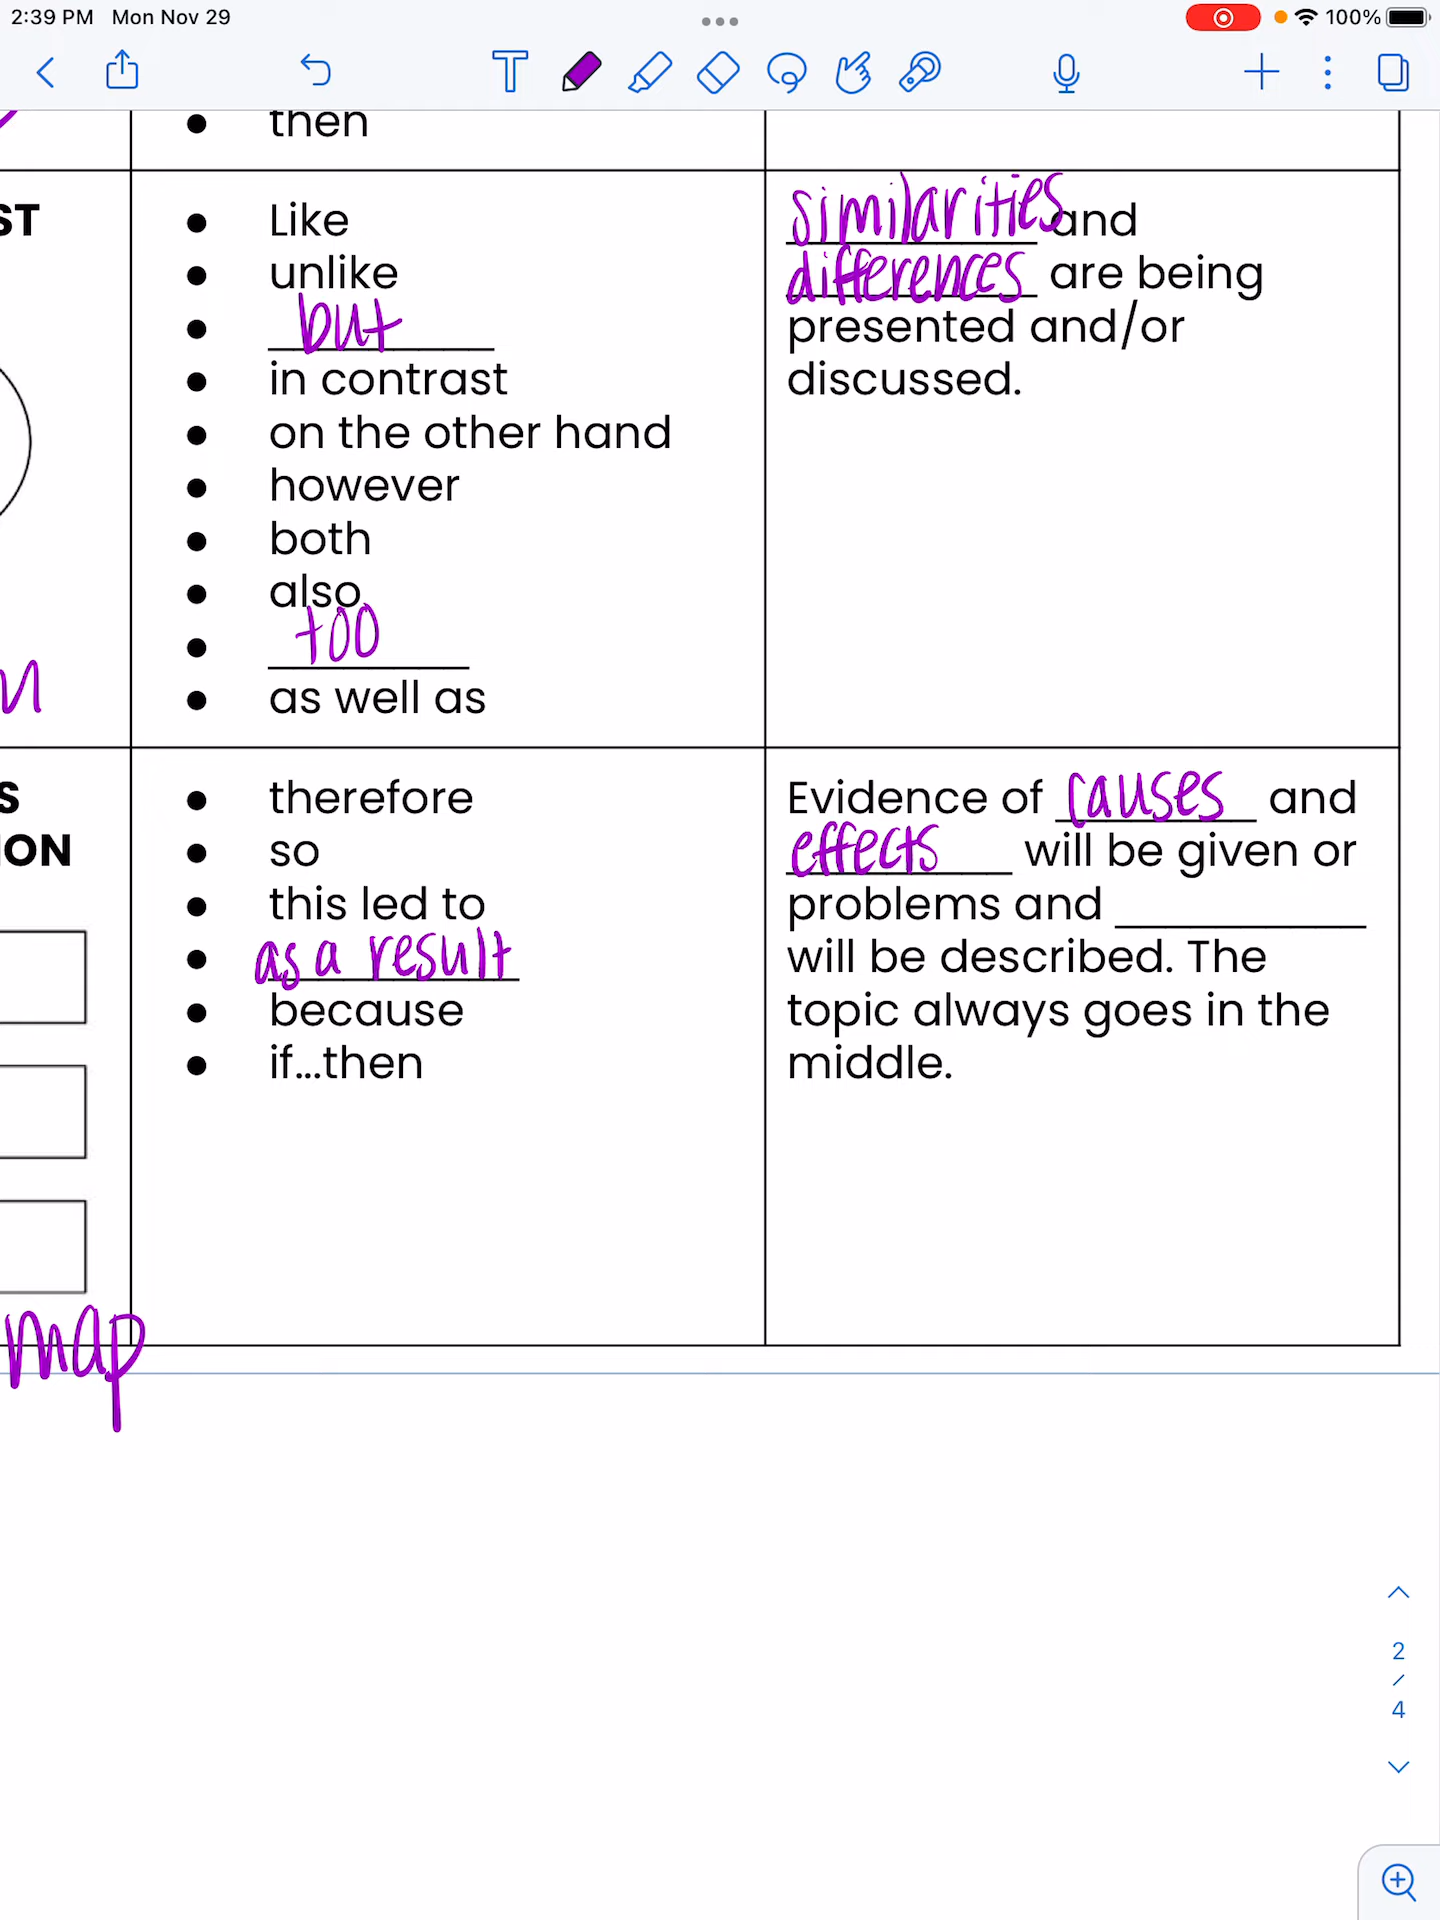 2:39 PM Mon Nov 29
100%
then
ST
Like
unlike
but
in contrast
on the other hand
however
both
also
too
as well as
similarities and
differences are being
presented and/or
discussed.
S
ION
map
therefore
so
this led to
as a result
because
if...then
Evidence of causes and
effects will be given or
problems and ____________
will be described. The
topic always goes in the
middle.
2
/
4